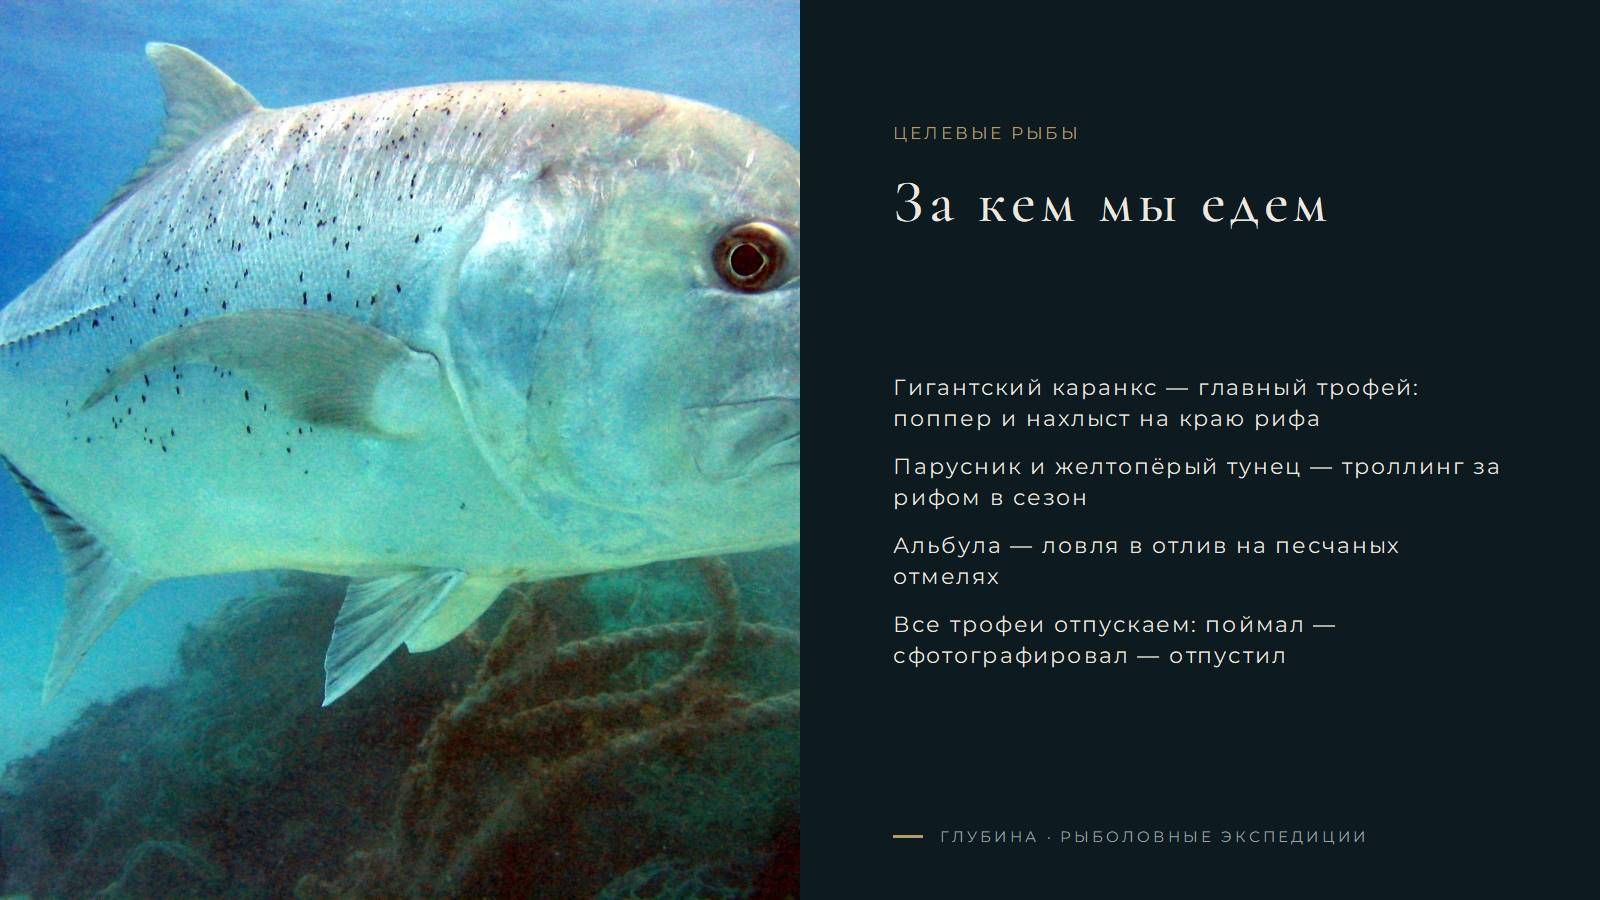 ЦЕЛЕВЫЕ РЫБЫ
За кем мы едем
Гигантский каранкс — главный трофей:
поппер и нахлыст на краю рифа
Парусник и желтопёрый тунец — троллинг за
рифом в сезон
Альбула — ловля в отлив на песчаных
отмелях
Все трофеи отпускаем: поймал —
сфотографировал — отпустил
ГЛУБИНА · РЫБОЛОВНЫЕ ЭКСПЕДИЦИИ